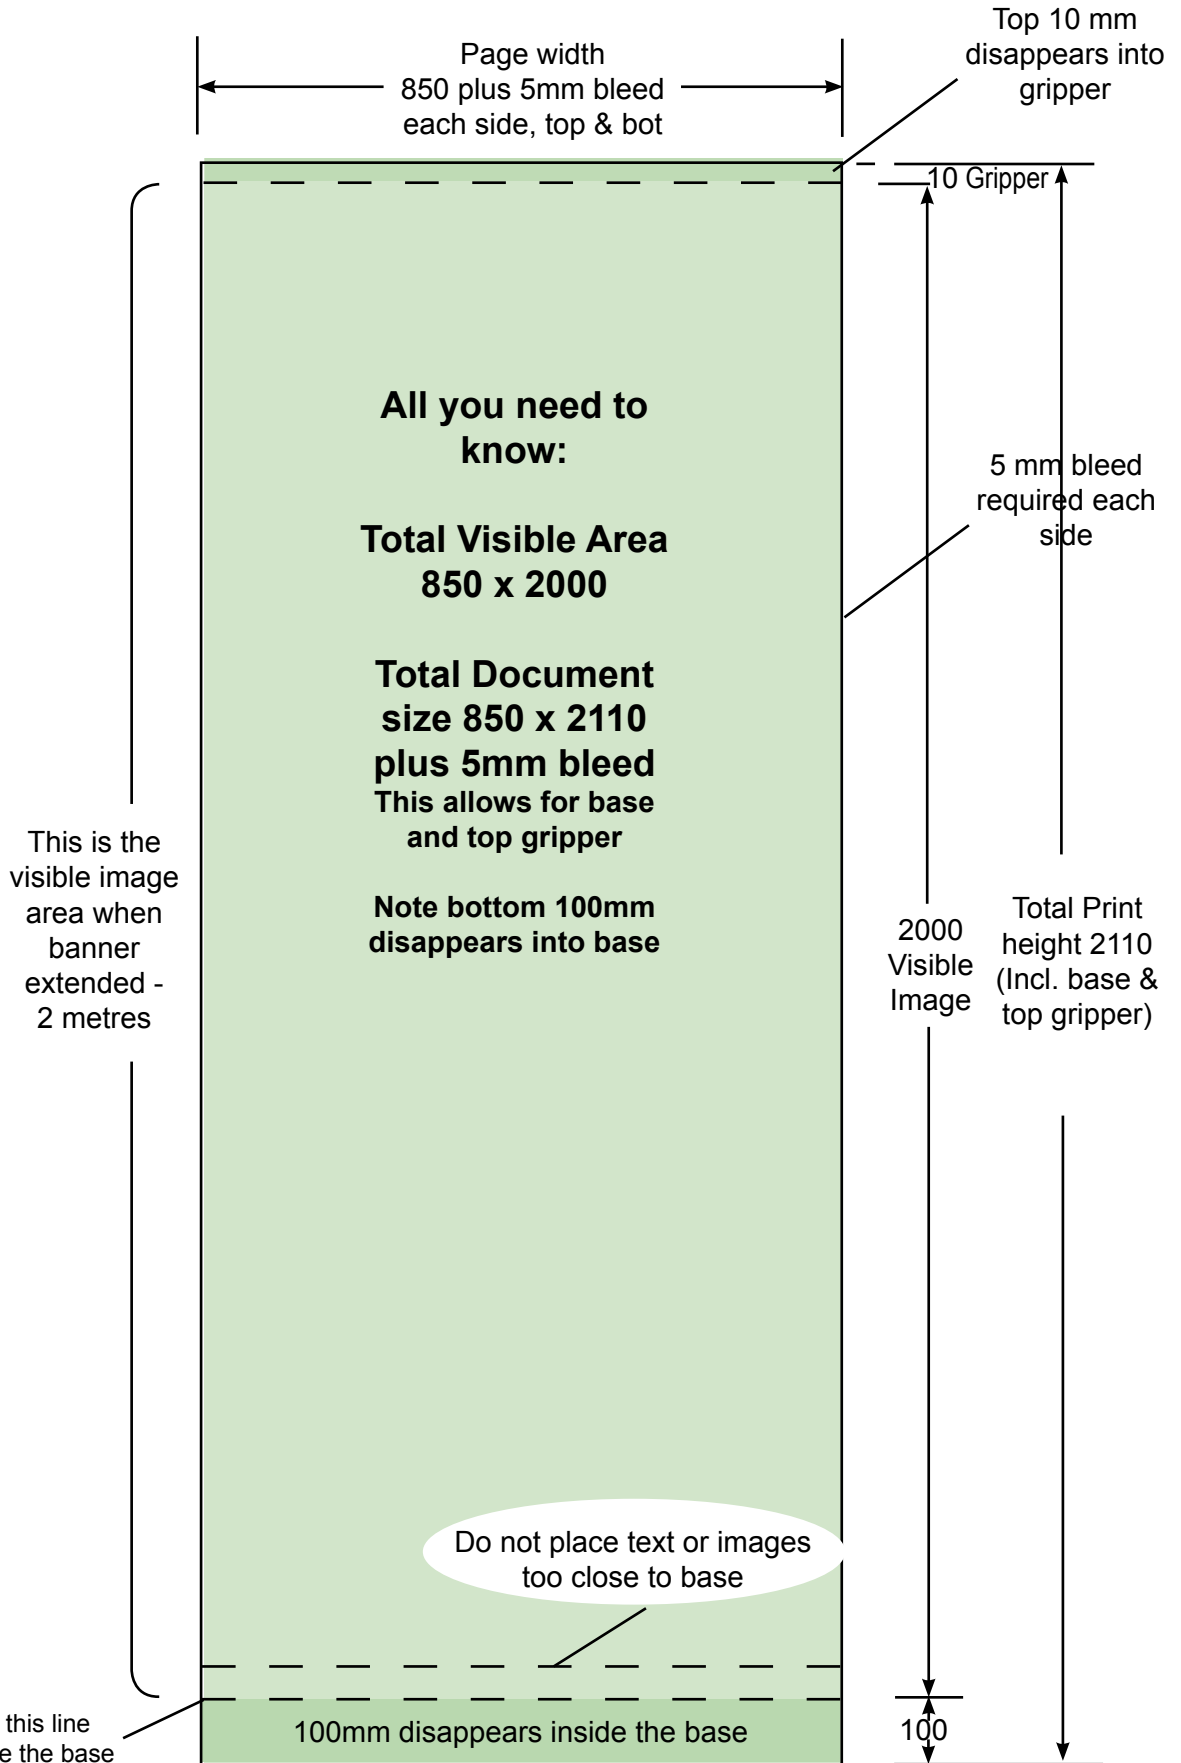 Top 10 mm
disappears into
gripper
Page width
850 plus 5mm bleed
each side, top & bot
10 Gripper
All you need to
know:
Total Visible Area
850 x 2000
Total Document
size 850 x 2110
plus 5mm bleed
This allows for base
and top gripper
Note bottom 100mm
disappears into base
5 mm bleed
required each
side
This is the
visible image
area when
banner
extended -
2 metres
2000
Visible
Image
Total Print
height 2110
(Incl. base &
top gripper)
Do not place text or images
too close to base
this line
the base
100mm disappears inside the base
100